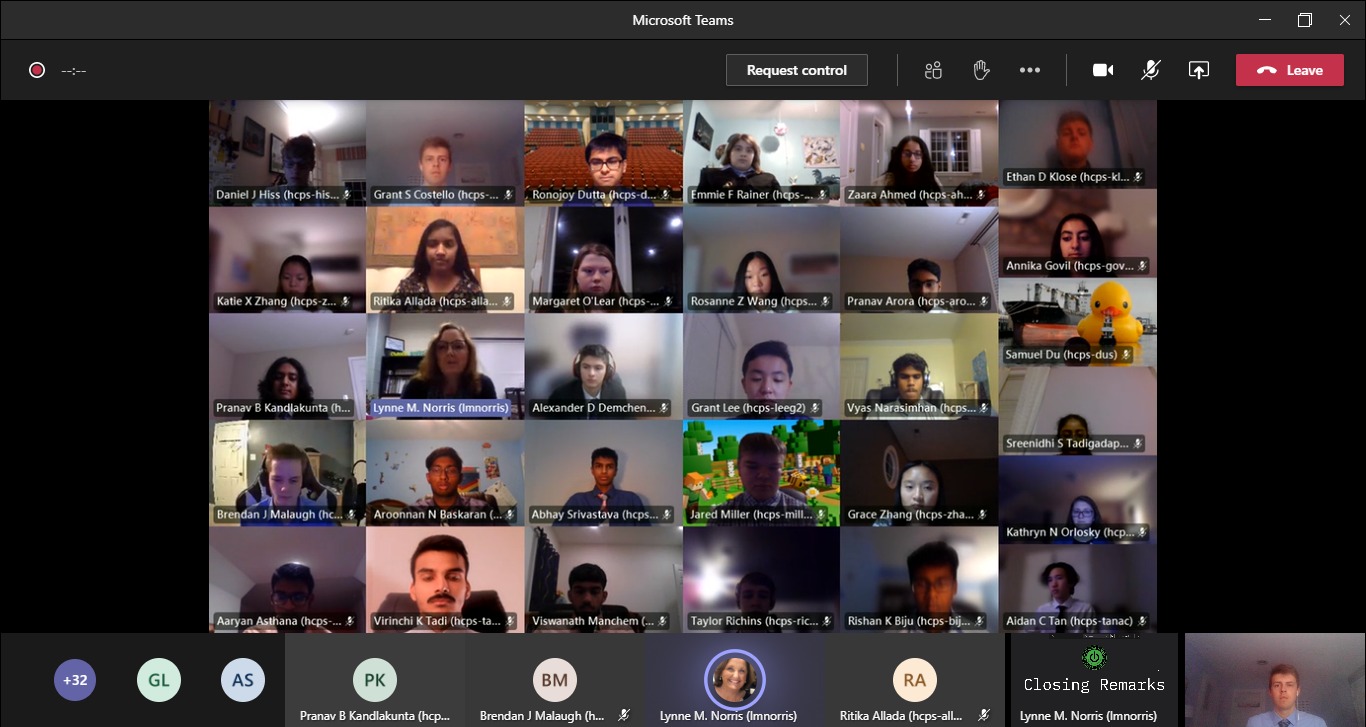 Microsoft Teams
--:--
Request control
Leave
Daniel J Hiss (hcps-his...
Grant S Costello (hcps-...
Ronojoy Dutta (hcps-d...
Emmie F Rainer (hcps-...
Zaara Ahmed (hcps-ah...
Ethan D Klose (hcps-kl...
Katie X Zhang (hcps-z...
Ritika Allada (hcps-alla...
Margaret O'Lear (hcps-...
Rosanne Z Wang (hcps...
Pranav Arora (hcps-aro...
Annika Govil (hcps-gov...
Samuel Du (hcps-dus)
Pranav B Kandlakunta (h...
Lynne M. Norris (lmnorris)
Alexander D Demchen...
Grant Lee (hcps-leeg2)
Vyas Narasimhan (hcps...
Sreenidhi S Tadigadap...
Brendan J Malaugh (hc...
Aroonnan N Baskaran (...
Abhay Srivastava (hcps...
Jared Miller (hcps-mill...
Grace Zhang (hcps-zha...
Kathryn N Orlosky (hcp...
Aaryan Asthana (hcps-...
Virinchi K Tadi (hcps-ta...
Viswanath Manchem (...
Taylor Richins (hcps-ric...
Rishan K Biju (hcps-bij...
Aidan C Tan (hcps-tanac)
+32
GL
AS
PK
Pranav B Kandlakunta (hcp...
BM
Brendan J Malaugh (h...
Lynne M. Norris (lmnorris)
RA
Ritika Allada (hcps-all...
Closing Remarks
Lynne M. Norris (lmnorris)